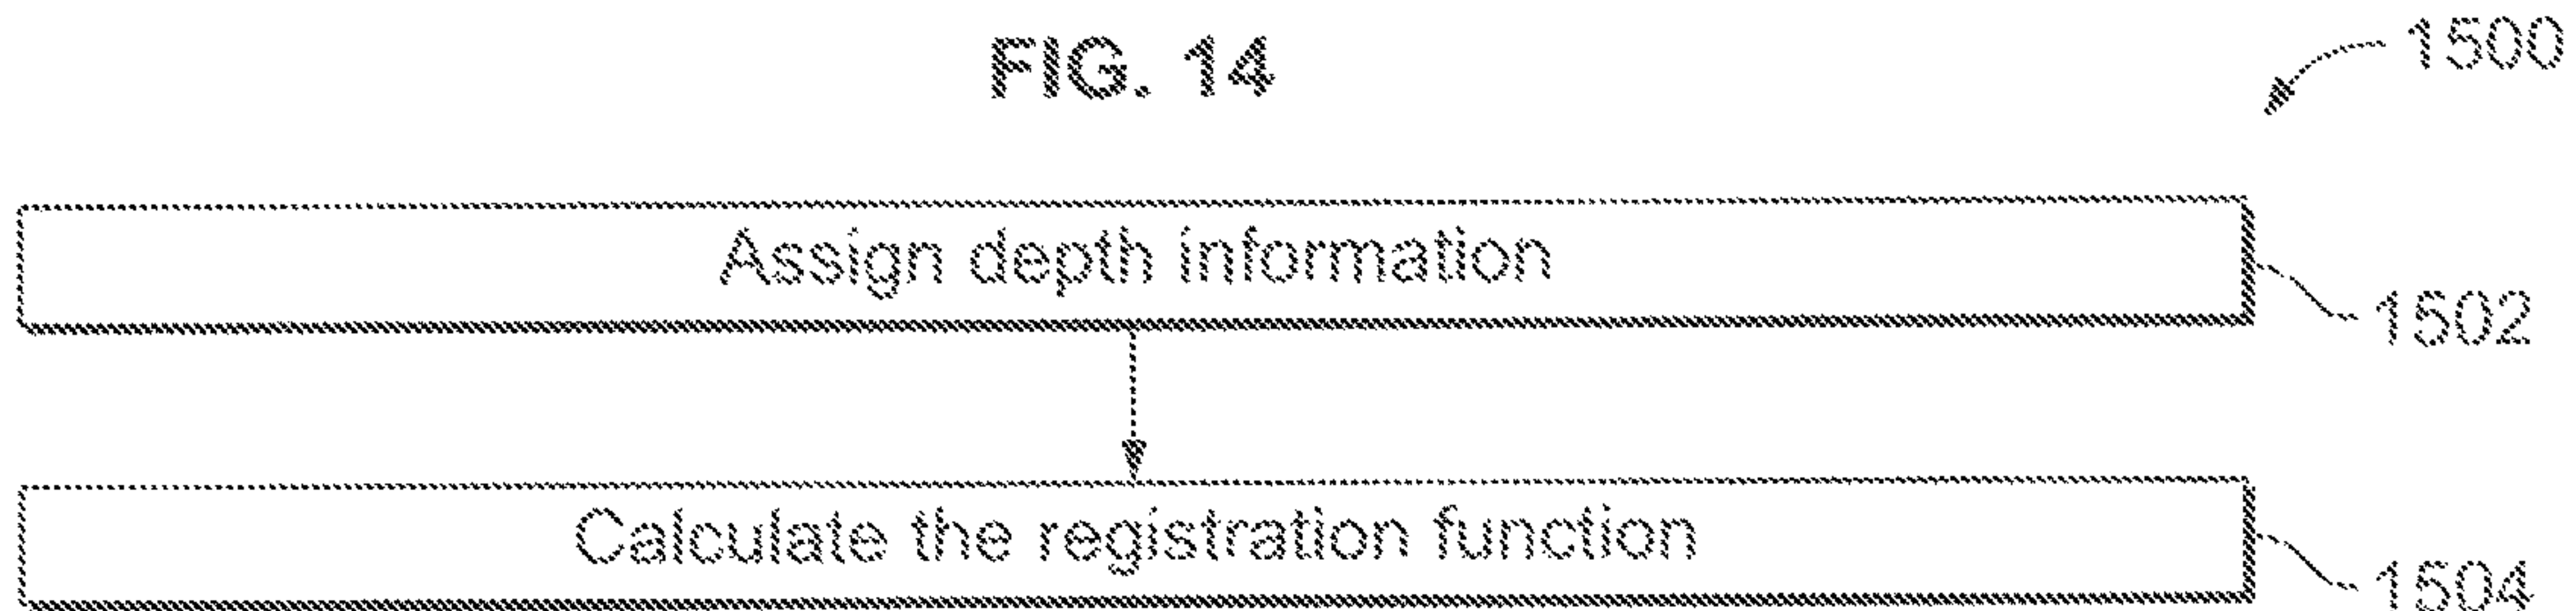 FIG. 14
1500
Assign depth information
1502
Calculate the registration function
1504